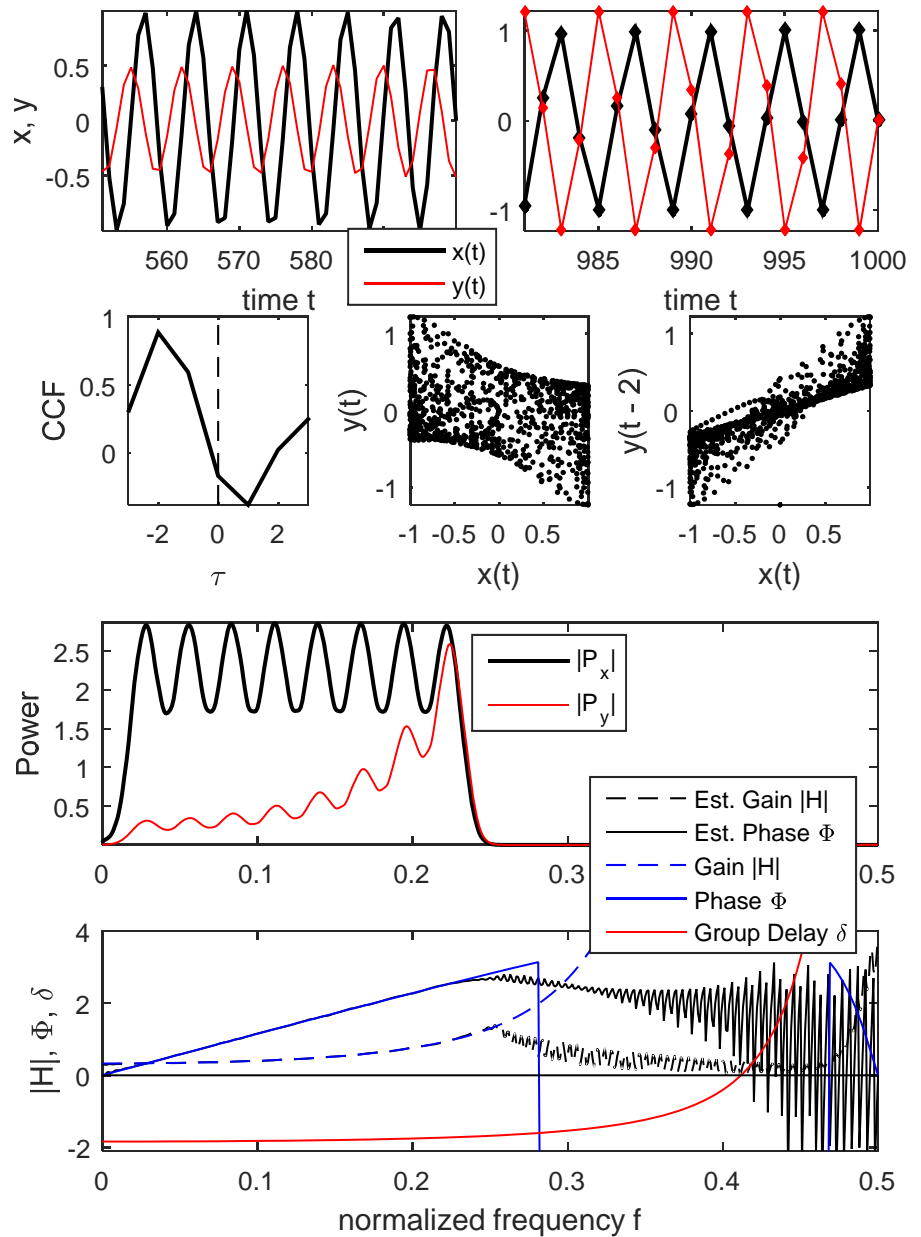 1
0.5
0
-0.5
x, y
560
570
580
time t
1
0
-1
985
990
995
1000
time t
x(t)
y(t)
1
0.5
0
CCF
-2
0
2
τ
1
0
-1
y(t)
-1
-0.5
0
0.5
x(t)
1
0
-1
y(t - 2)
-1
-0.5
0
0.5
x(t)
2.5
2
1.5
1
0.5
Power
0
0.1
0.2
0.3
0.5
|P_x|
|P_y|
Est. Gain |H|
Est. Phase Φ
Gain |H|
Phase Φ
Group Delay δ
4
2
0
-2
|H|, Φ, δ
0
0.1
0.2
0.3
0.4
0.5
normalized frequency f